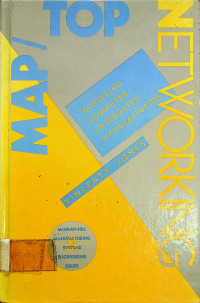 MAP/
TOP
NETWORKING
ACHIEVING
COMPUTER
INTEGRATED
MANUFACTURING
VINCENT C. JONES
McGRAW-HILL
MANUFACTURING
SYSTEMS
ENGINEERING
SERIES